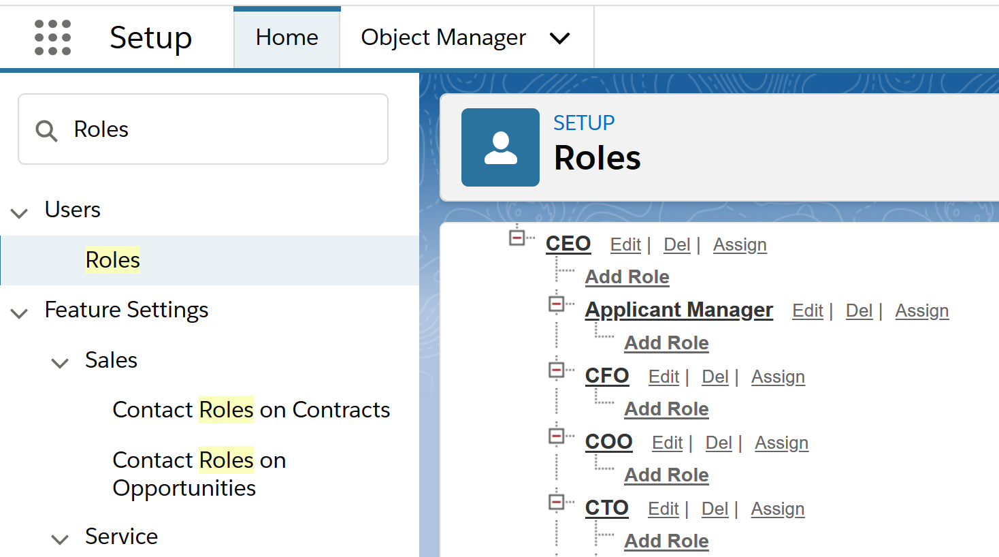 Setup
Home
Object Manager
Roles
Users
Roles
Feature Settings
Sales
Contact Roles on Contracts
Contact Roles on
Opportunities
Service
SETUP
Roles
CEO Edit | Del | Assign
Add Role
Applicant Manager Edit | Del | Assign
Add Role
CFO Edit | Del | Assign
Add Role
COO Edit | Del | Assign
Add Role
CTO Edit | Del | Assign
Add Role